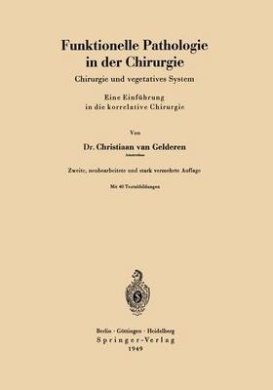 Funktionelle Pathologie
in der Chirurgie
Chirurgie und vegetatives System
Eine Einführung
in die korrelative Chirurgie
Von
Dr. Christiaan van Gelderen
Amsterdam
Zweite, neubearbeitete und stark vermehrte Auflage
Mit 40 Textabbildungen
Berlin · Göttingen · Heidelberg
Springer-Verlag
1949